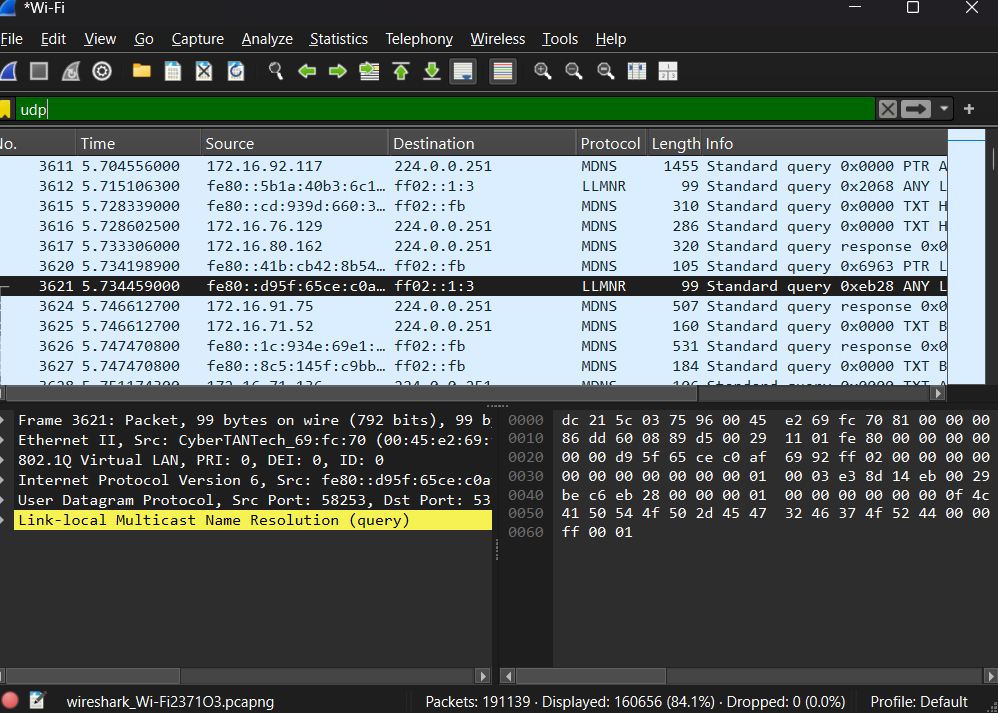 *Wi-Fi
File Edit View Go Capture Analyze Statistics Telephony Wireless Tools Help
udp
No. Time Source Destination Protocol Length Info
3611 5.704556000 172.16.92.117 224.0.0.251 MDNS 1455 Standard query 0x0000 PTR A
3612 5.715106300 fe80::5b1a:40b3:6c1… ff02::1:3 LLMNR 99 Standard query 0x2068 ANY L
3615 5.728339000 fe80::cd:939d:660:3… ff02::fb MDNS 310 Standard query 0x0000 TXT H
3616 5.728602500 172.16.76.129 224.0.0.251 MDNS 286 Standard query 0x0000 TXT H
3617 5.733306000 172.16.80.162 224.0.0.251 MDNS 320 Standard query response 0x0
3620 5.734198900 fe80::41b:cb42:8b54… ff02::fb MDNS 105 Standard query 0x6963 PTR L
3621 5.734459000 fe80::d95f:65ce:c0a… ff02::1:3 LLMNR 99 Standard query 0xeb28 ANY L
3624 5.746612700 172.16.91.75 224.0.0.251 MDNS 507 Standard query response 0x0
3625 5.746612700 172.16.71.52 224.0.0.251 MDNS 160 Standard query 0x0000 TXT B
3626 5.747470800 fe80::1c:934e:69e1:… ff02::fb MDNS 531 Standard query response 0x0
3627 5.747470800 fe80::8c5:145f:c9bb… ff02::fb MDNS 184 Standard query 0x0000 TXT B
3628 5.751174300 172.16.71.136 224.0.0.251 MDNS 106 Standard query 0x0000 TXT A
Frame 3621: Packet, 99 bytes on wire (792 bits), 99 b
Ethernet II, Src: CyberTANTech_69:fc:70 (00:45:e2:69:
802.1Q Virtual LAN, PRI: 0, DEI: 0, ID: 0
Internet Protocol Version 6, Src: fe80::d95f:65ce:c0a
User Datagram Protocol, Src Port: 58253, Dst Port: 53
Link-local Multicast Name Resolution (query)
0000 dc 21 5c 03 75 96 00 45 e2 69 fc 70 81 00 00 00
0010 86 dd 60 08 89 d5 00 29 11 01 fe 80 00 00 00 00
0020 00 00 d9 5f 65 ce c0 af 69 92 ff 02 00 00 00 00
0030 00 00 00 00 00 00 00 01 00 03 e3 8d 14 eb 00 29
0040 be c6 eb 28 00 00 00 01 00 00 00 00 00 00 0f 4c
0050 41 50 54 4f 50 2d 45 47 32 46 37 4f 52 44 00 00
0060 ff 00 01
wireshark_Wi-Fi2371O3.pcapng Packets: 191139 · Displayed: 160656 (84.1%) · Dropped: 0 (0.0%) Profile: Default